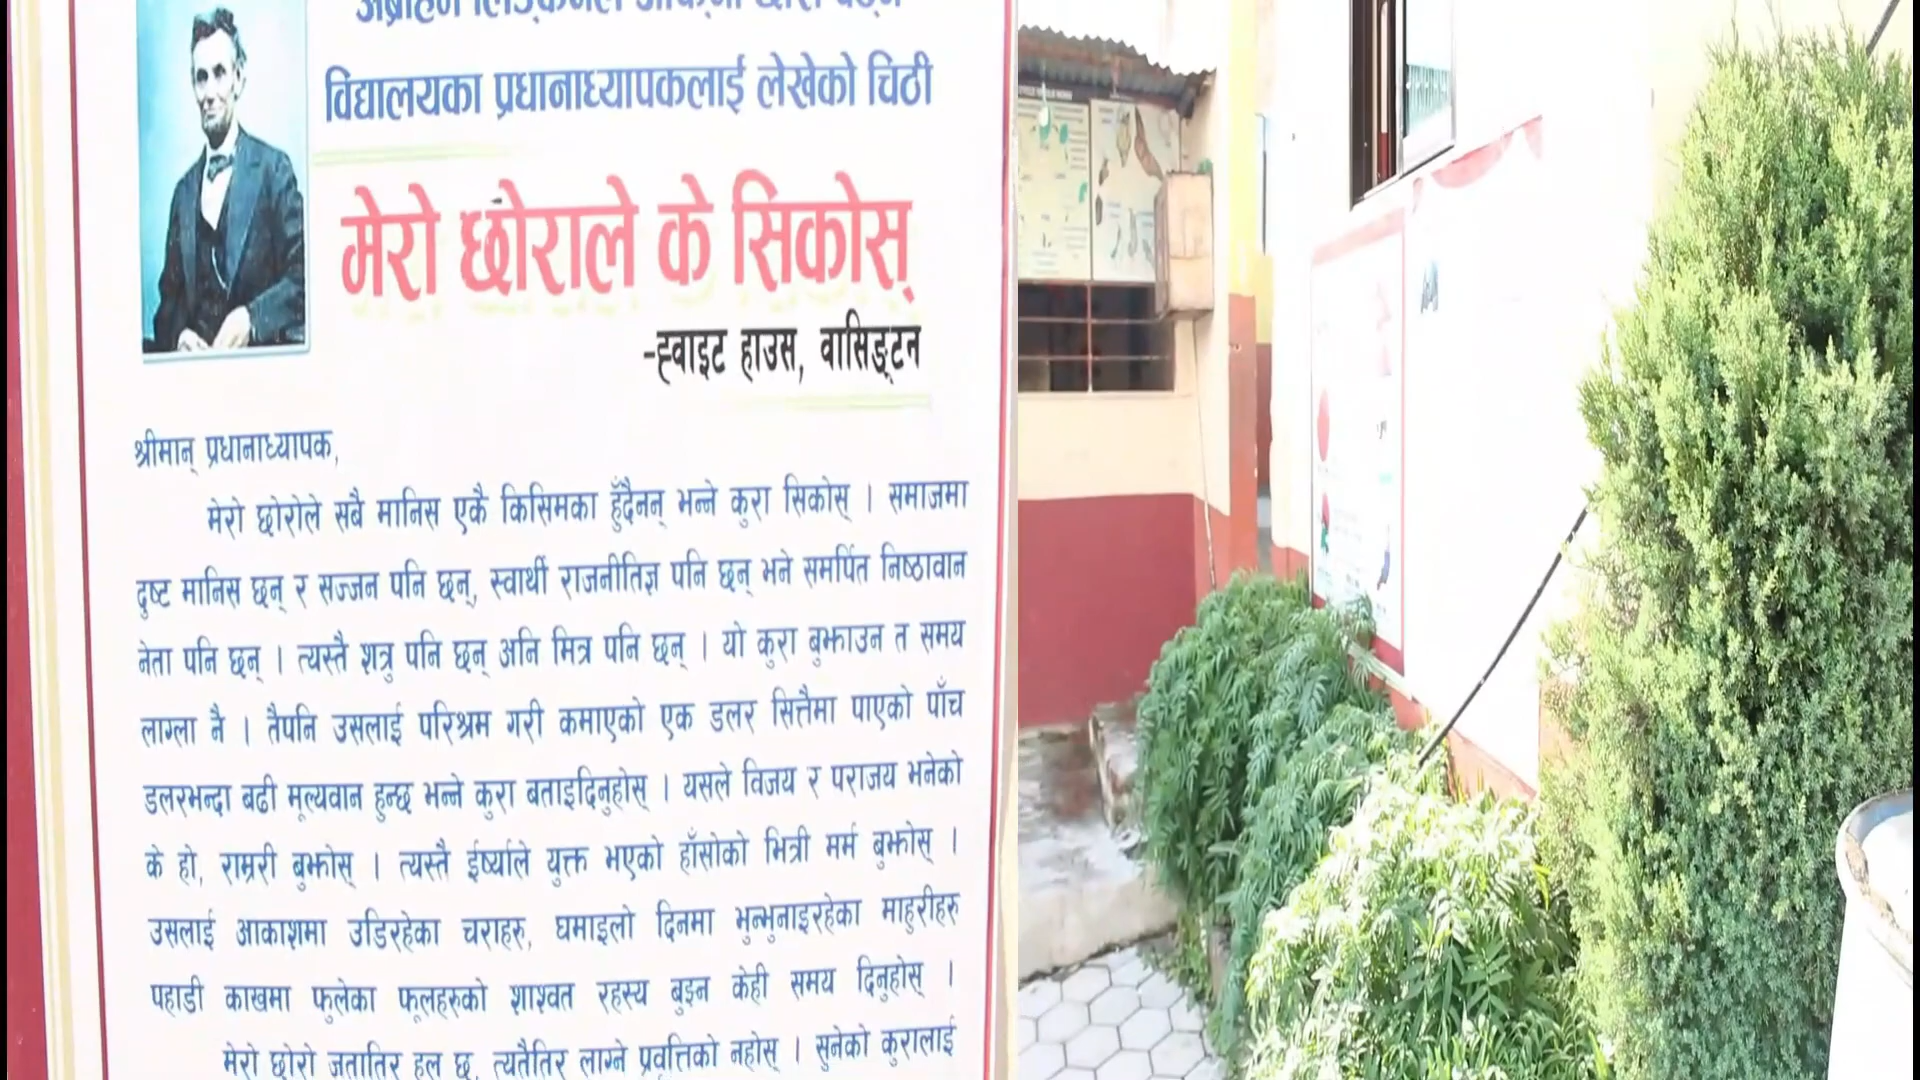 विद्यालयका प्रधानाध्यापकलाई लेखेको चिठी
मेरो छोराले के सिकोस्
-ह्वाइट हाउस, वासिङ्टन
श्रीमान् प्रधानाध्यापक,
मेरो छोरोले सबै मानिस एकै किसिमका हुँदैनन् भन्ने कुरा सिकोस् । समाजमा
दुष्ट मानिस छन् र सज्जन पनि छन्, स्वार्थी राजनीतिज्ञ पनि छन् भने समर्पित निष्ठावान
नेता पनि छन् । त्यस्तै शत्रु पनि छन् अनि मित्र पनि छन् । यो कुरा बुझाउन त समय
लाग्ला नै । तैपनि उसलाई परिश्रम गरी कमाएको एक डलर सित्तैमा पाएको पाँच
डलरभन्दा बढी मूल्यवान हुन्छ भन्ने कुरा बताइदिनुहोस् । यसले विजय र पराजय भनेको
के हो, राम्ररी बुझोस् । त्यस्तै ईर्ष्याले युक्त भएको हाँसोको भित्री मर्म बुझोस् ।
उसलाई आकाशमा उडिरहेका चराहरु, घमाइलो दिनमा भुन्भुनाइरहेका माहुरीहरु
पहाडी काखमा फुलेका फूलहरुको शाश्वत रहस्य बुझ्न केही समय दिनुहोस् ।
मेरो छोरो जतातिर हुल छ, त्यतैतिर लाग्ने प्रवृत्तिको नहोस् । सुनेको कुरालाई